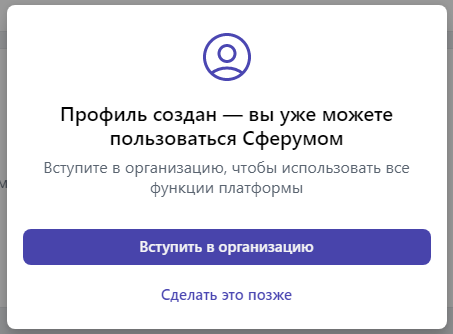 Профиль создан — вы уже можете
пользоваться Сферумом
Вступите в организацию, чтобы использовать все
функции платформы
Вступить в организацию
Сделать это позже